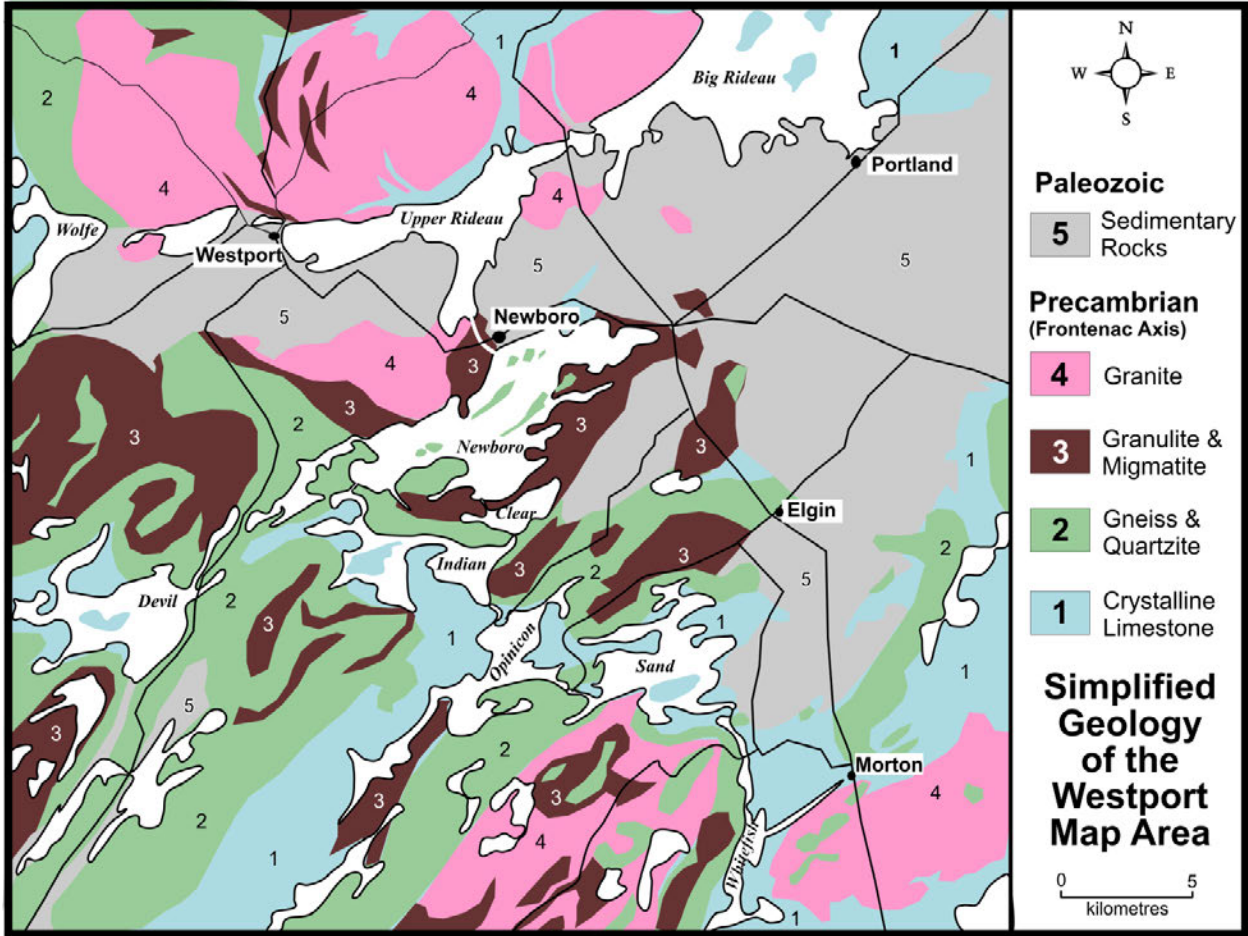 1
Big Rideau
1
2
4
N
W
E
S
4
4
Portland
Wolfe
Upper Rideau
Westport
5
5
5
Newboro
4
3
3
2
3
3
Newboro
3
1
Clear
Elgin
Indian
3
2
3
5
2
Devil
2
3
1
Opinicon
1
Sand
1
5
3
2
Morton
3
3
4
4
2
1
Whitefish
1
Paleozoic
5
Sedimentary
Rocks
Precambrian
(Frontenac Axis)
4
Granite
3
Granulite &
Migmatite
2
Gneiss &
Quartzite
1
Crystalline
Limestone
Simplified
Geology
of the
Westport
Map Area
0
5
kilometres